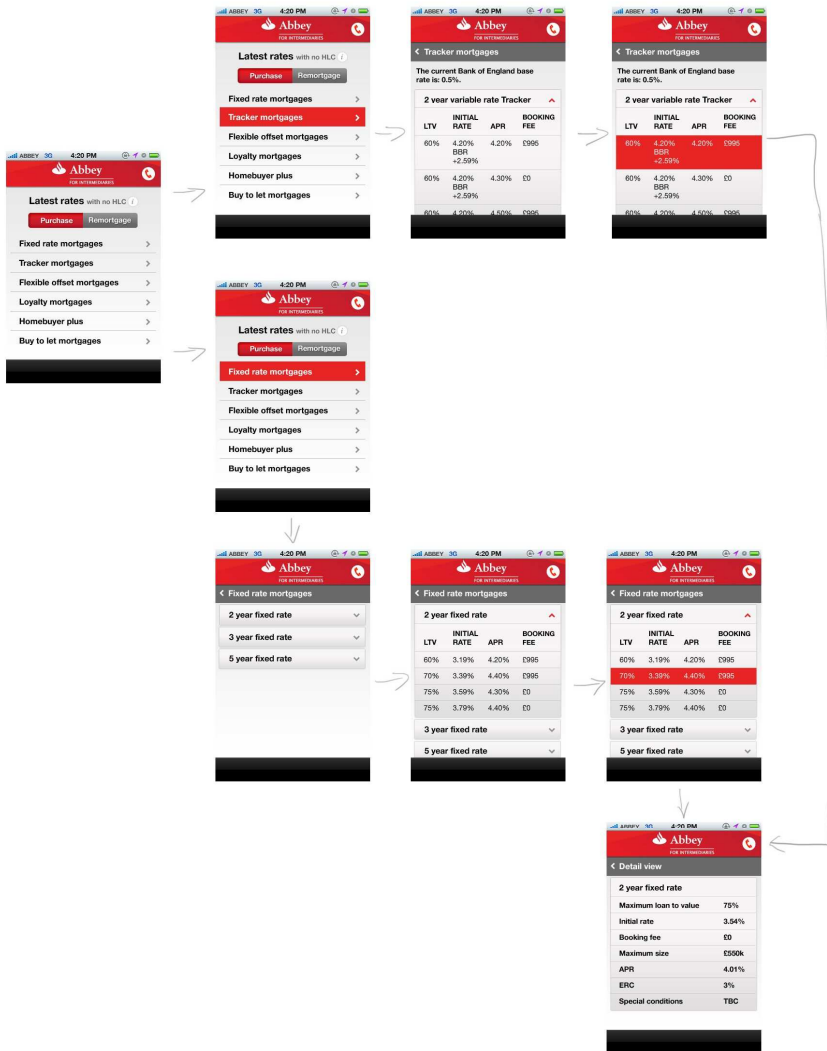 ABBEY 3G 4:20 PM
Abbey
FOR INTERMEDIARIES
Latest rates with no HLC i
Purchase Remortgage
Fixed rate mortgages
Tracker mortgages
Flexible offset mortgages
Loyalty mortgages
Homebuyer plus
Buy to let mortgages
ABBEY 3G 4:20 PM
Abbey
FOR INTERMEDIARIES
Latest rates with no HLC i
Purchase Remortgage
Fixed rate mortgages
Tracker mortgages
Flexible offset mortgages
Loyalty mortgages
Homebuyer plus
Buy to let mortgages
ABBEY 3G 4:20 PM
Abbey
FOR INTERMEDIARIES
Tracker mortgages
The current Bank of England base
rate is: 0.5%.
2 year variable rate Tracker
LTV INITIAL RATE APR BOOKING FEE
60% 4.20% 4.20% £995
BBR
+2.59%
60% 4.20% 4.30% £0
BBR
+2.59%
60% 4.20% 4.50% £995
ABBEY 3G 4:20 PM
Abbey
FOR INTERMEDIARIES
Tracker mortgages
The current Bank of England base
rate is: 0.5%.
2 year variable rate Tracker
LTV INITIAL RATE APR BOOKING FEE
60% 4.20% 4.20% £995
BBR
+2.59%
60% 4.20% 4.30% £0
BBR
+2.59%
60% 4.20% 4.50% £995
ABBEY 3G 4:20 PM
Abbey
FOR INTERMEDIARIES
Latest rates with no HLC i
Purchase Remortgage
Fixed rate mortgages
Tracker mortgages
Flexible offset mortgages
Loyalty mortgages
Homebuyer plus
Buy to let mortgages
ABBEY 3G 4:20 PM
Abbey
FOR INTERMEDIARIES
Fixed rate mortgages
2 year fixed rate
3 year fixed rate
5 year fixed rate
ABBEY 3G 4:20 PM
Abbey
FOR INTERMEDIARIES
Fixed rate mortgages
2 year fixed rate
LTV INITIAL RATE APR BOOKING FEE
60% 3.19% 4.20% £995
70% 3.39% 4.40% £995
75% 3.59% 4.30% £0
75% 3.79% 4.40% £0
3 year fixed rate
5 year fixed rate
ABBEY 3G 4:20 PM
Abbey
FOR INTERMEDIARIES
Fixed rate mortgages
2 year fixed rate
LTV INITIAL RATE APR BOOKING FEE
60% 3.19% 4.20% £995
70% 3.39% 4.40% £995
75% 3.59% 4.30% £0
75% 3.79% 4.40% £0
3 year fixed rate
5 year fixed rate
ABBEY 3G 4:20 PM
Abbey
FOR INTERMEDIARIES
Detail view
2 year fixed rate
Maximum loan to value 75%
Initial rate 3.54%
Booking fee £0
Maximum size £550k
APR 4.01%
ERC 3%
Special conditions TBC